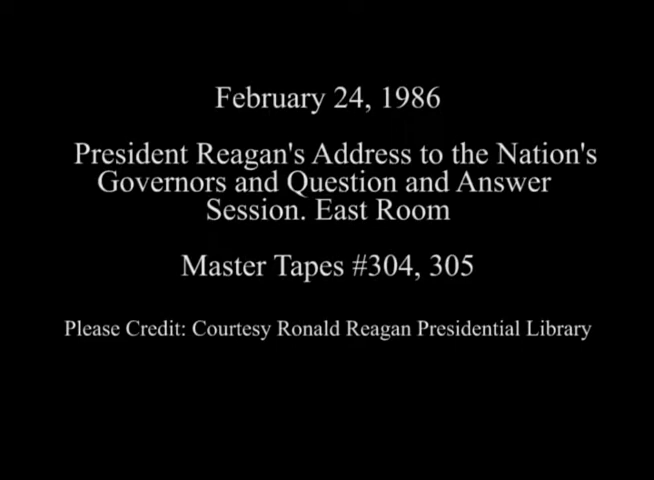 February 24, 1986
President Reagan's Address to the Nation's
Governors and Question and Answer
Session. East Room
Master Tapes #304, 305
Please Credit: Courtesy Ronald Reagan Presidential Library